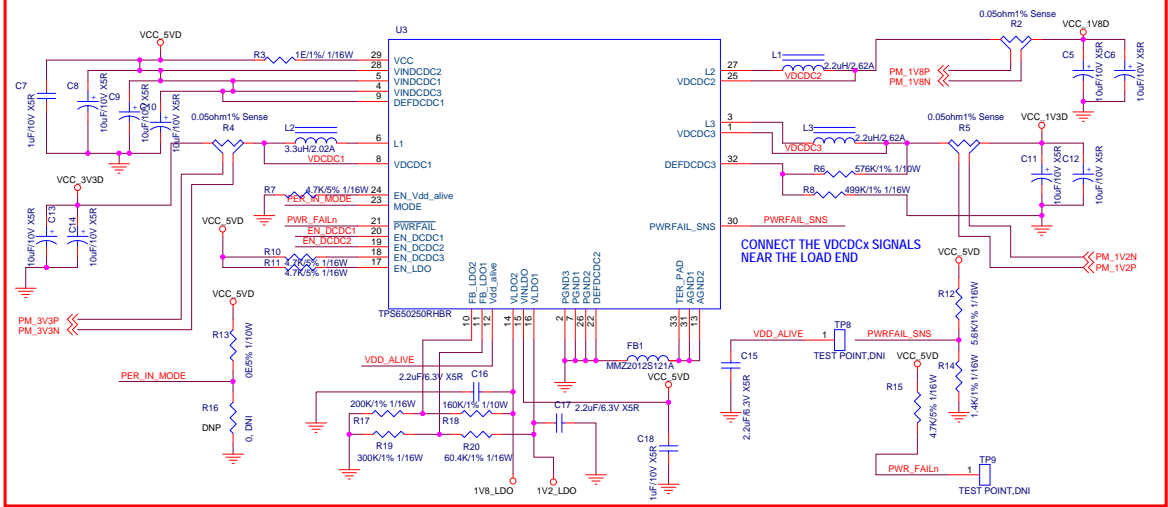 U3
VCC_5VD
R3
1E/1%/ 1/16W
29
VCC
28
VINDCDC2
5
VINDCDC1
4
VINDCDC3
9
DEFDCDC1
C7
1uF/10V X5R
C8
10uF/10V X5R
C9
10uF/10V X5R
C10
10uF/10V X5R
0.05ohm1% Sense
R4
L2
3.3uH/2.02A
6
L1
VDCDC1
8
VDCDC1
VCC_3V3D
C13
10uF/10V X5R
C14
10uF/10V X5R
R7
4.7K/5% 1/16W
24
EN_Vdd_alive
PER_IN_MODE
23
MODE
VCC_5VD
PWR_FAILn
21
PWRFAIL
EN_DCDC1
20
EN_DCDC1
EN_DCDC2
19
EN_DCDC2
R10
4.7K/5% 1/16W
18
EN_DCDC3
R11
4.7K/5% 1/16W
17
EN_LDO
PM_3V3P
PM_3V3N
TPS650250RHBR
FB_LDO2
FB_LDO1
Vdd_alive
VLDO2
VINLDO
VLDO1
PGND3
PGND1
PGND2
DEFDCDC2
TER_PAD
AGND1
AGND2
10
11
12
14
15
16
2
7
26
22
33
31
13
27
L2
25
VDCDC2
L1
2.2uH/2.62A
VDCDC2
0.05ohm1% Sense
R2
VCC_1V8D
PM_1V8P
PM_1V8N
C5
10uF/10V X5R
C6
10uF/10V X5R
3
L3
1
VDCDC3
L3
2.2uH/2.62A
VDCDC3
0.05ohm1% Sense
R5
VCC_1V3D
C11
10uF/10V X5R
C12
10uF/10V X5R
32
DEFDCDC3
R6
576K/1% 1/10W
R8
499K/1% 1/16W
30
PWRFAIL_SNS
PWRFAIL_SNS
CONNECT THE VDCDCx SIGNALS
NEAR THE LOAD END
PM_1V2N
PM_1V2P
VCC_5VD
R13
0E/5% 1/10W
PER_IN_MODE
R16
DNP
0, DNI
VDD_ALIVE
C16
2.2uF/6.3V X5R
200K/1% 1/16W
R17
160K/1% 1/10W
R18
R19
300K/1% 1/16W
R20
60.4K/1% 1/16W
C17
2.2uF/6.3V X5R
1V8_LDO
1V2_LDO
FB1
MMZ2012S121A
VCC_5VD
C18
1uF/10V X5R
VDD_ALIVE
C15
2.2uF/6.3V X5R
TP8
1
TEST POINT,DNI
VCC_5VD
R12
5.6K/1% 1/16W
PWRFAIL_SNS
R14
1.4K/1% 1/16W
VCC_5VD
R15
4.7K/5% 1/16W
PWR_FAILn
TP9
1
TEST POINT,DNI